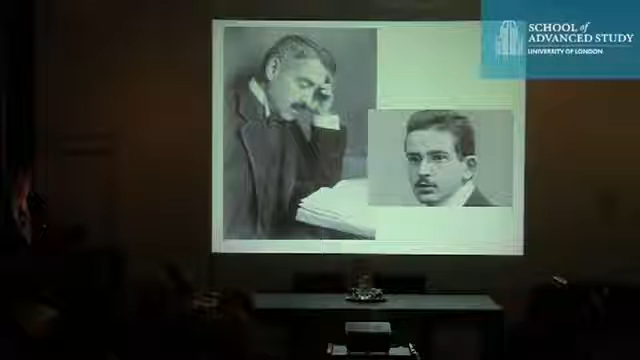 SCHOOL of
ADVANCED STUDY
UNIVERSITY OF LONDON